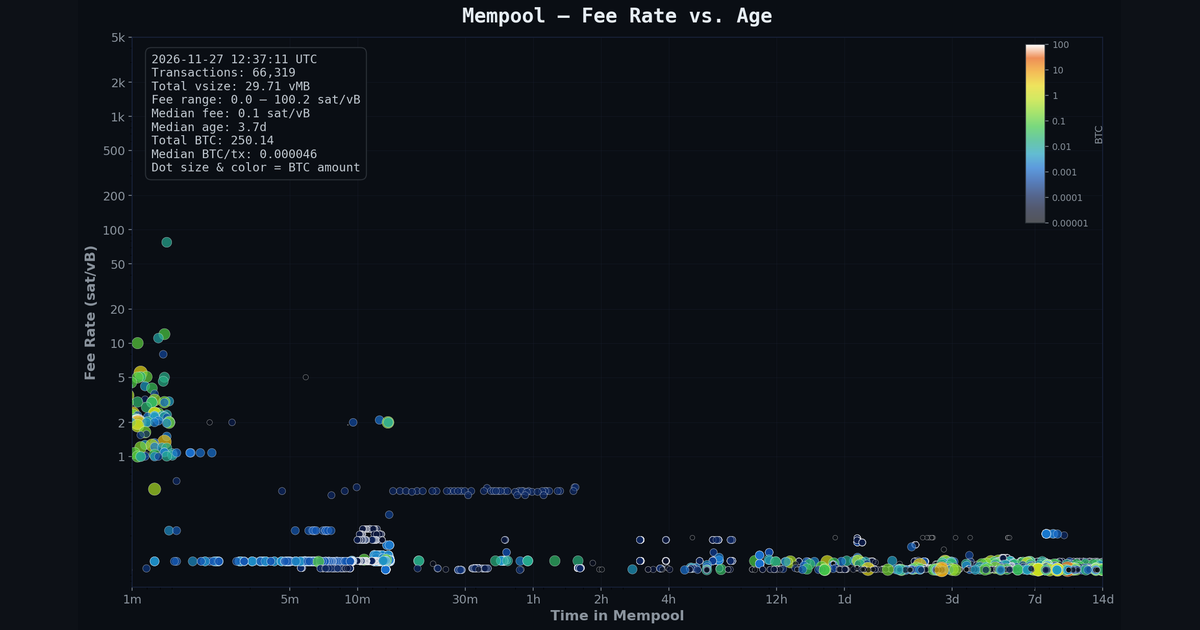 Mempool — Fee Rate vs. Age
2026-11-27 12:37:11 UTC
Transactions: 66,319
Total vsize: 29.71 vMB
Fee range: 0.0 – 100.2 sat/vB
Median fee: 0.1 sat/vB
Median age: 3.7d
Total BTC: 250.14
Median BTC/tx: 0.000046
Dot size & color = BTC amount
100
10
1
0.1
0.01
0.001
0.0001
0.00001
BTC
Fee Rate (sat/vB)
5k
2k
1k
500
200
100
50
20
10
5
2
1
1m 5m 10m 30m 1h 2h 4h 12h 1d 3d 7d 14d
Time in Mempool